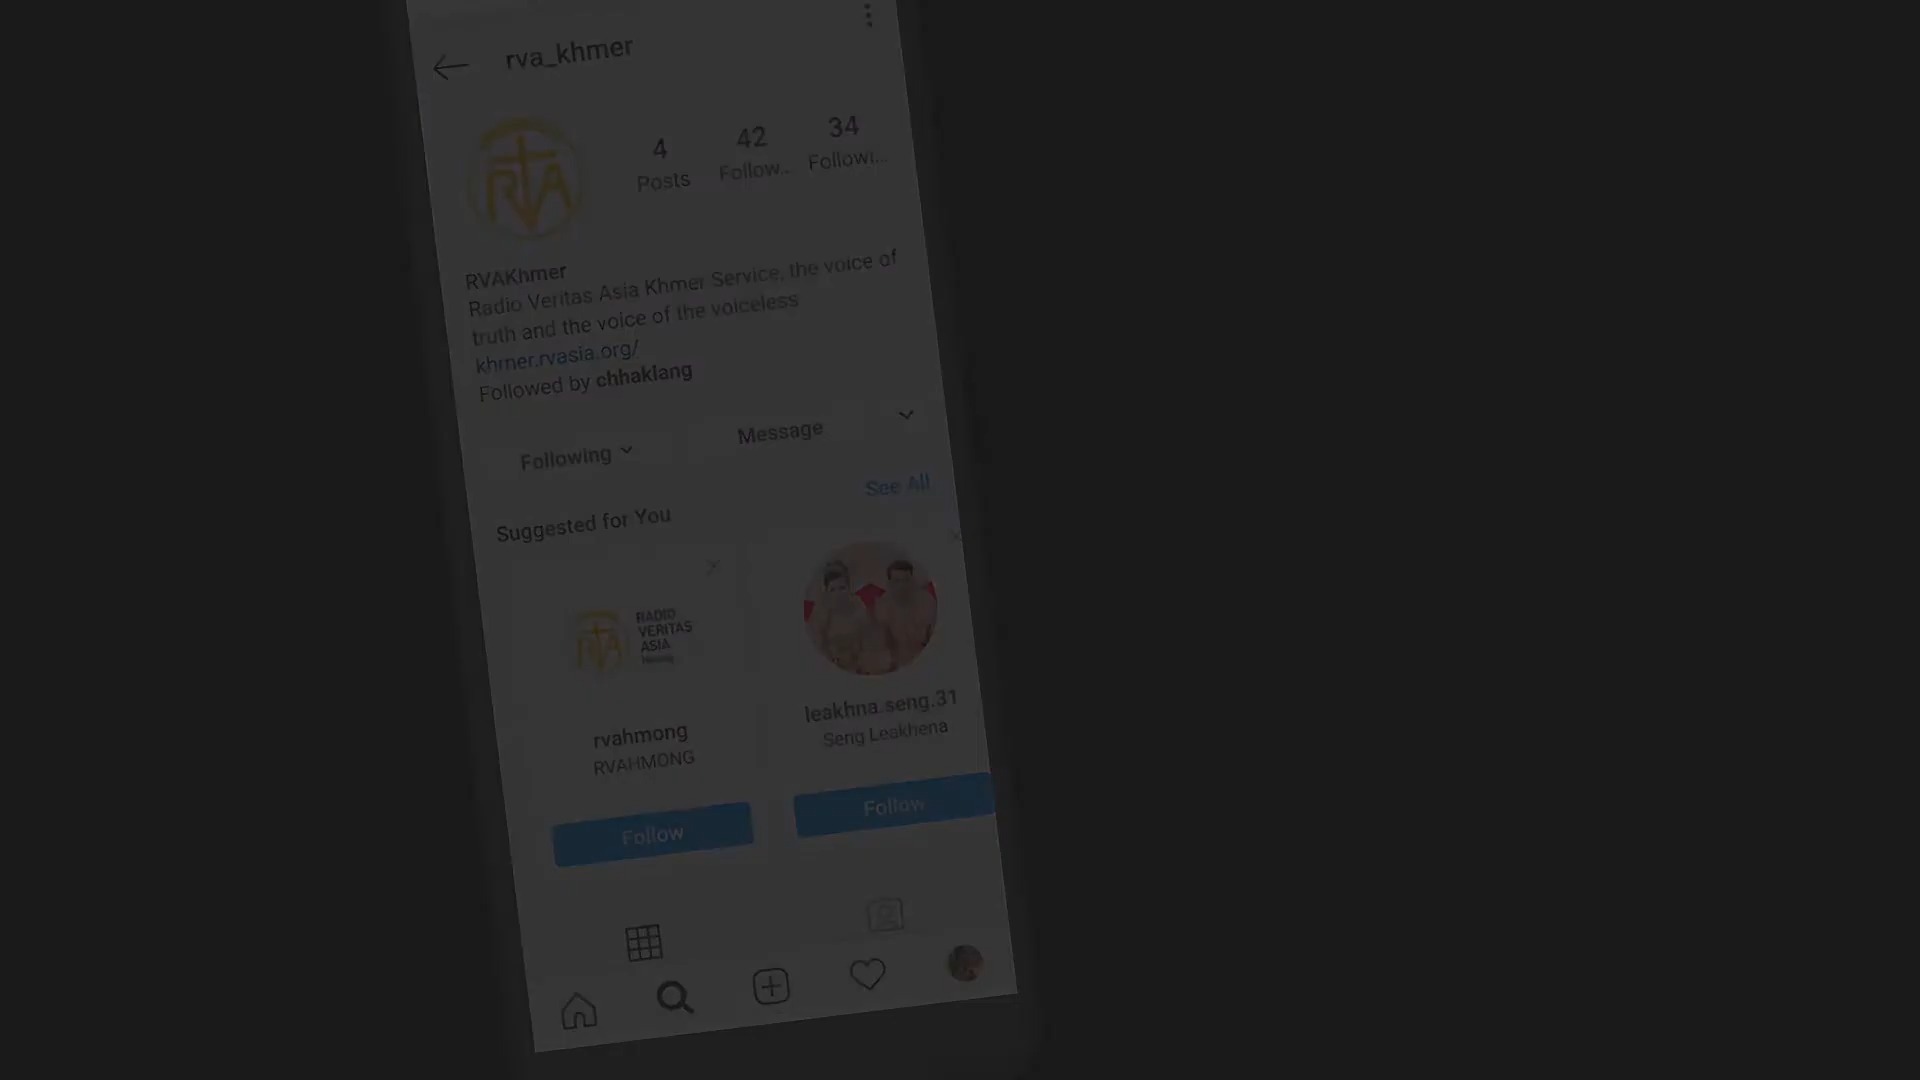 rva_khmer
4
42
34
Posts
Follow...
Followi...
RTA
RVAKhmer
Radio Veritas Asia Khmer Service, the voice of
truth and the voice of the voiceless
khmer.rvasia.org/
Followed by chhaklang
Following
Message
See All
Suggested for You
RTA
RADIO
VERITAS
ASIA
rvahmong
RVAHMONG
Follow
leakhna.seng.31
Seng Leakhena
Follow